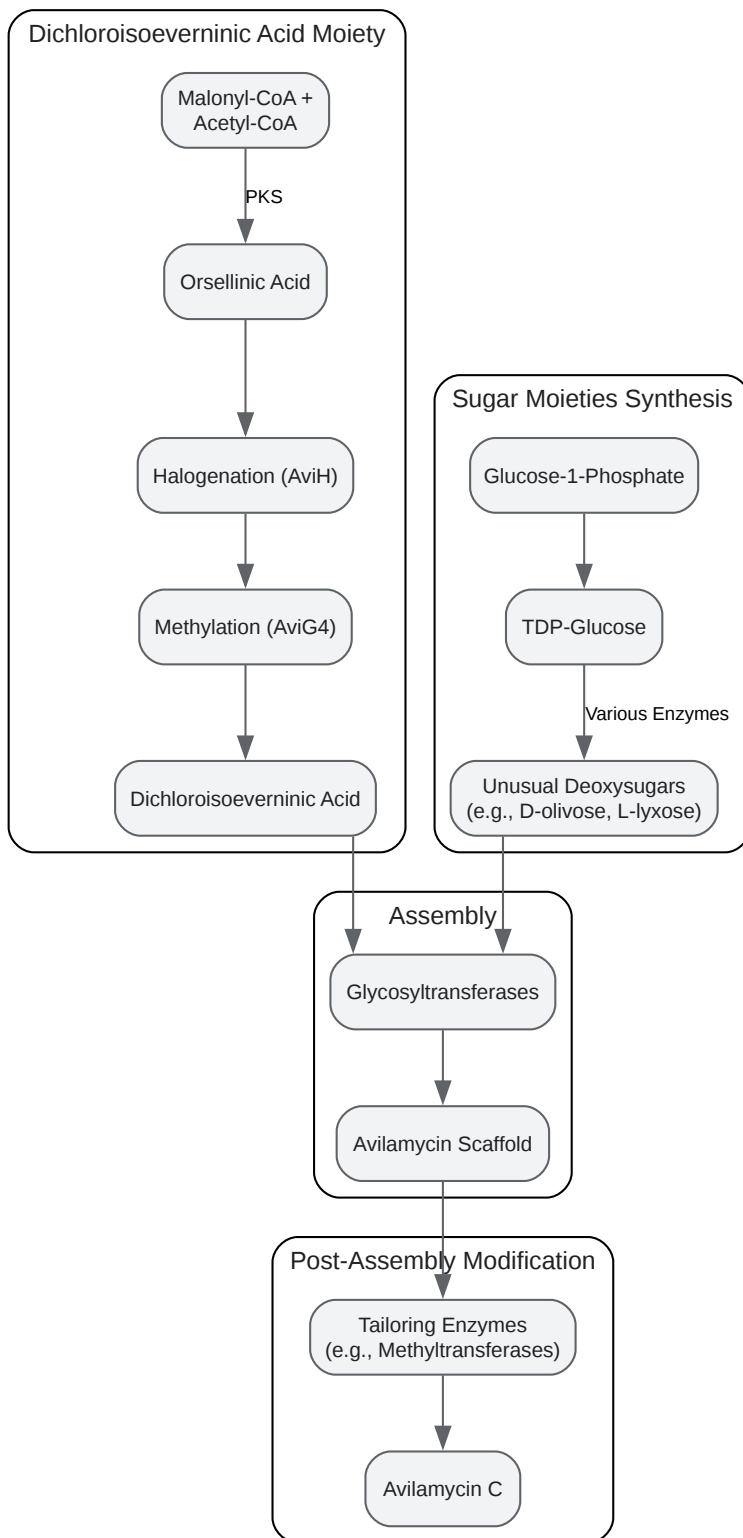 Dichloroisoeverninic Acid Moiety
Malonyl-CoA +
Acetyl-CoA
PKS
Orsellinic Acid
Halogenation (AviH)
Methylation (AviG4)
Dichloroisoeverninic Acid
Sugar Moieties Synthesis
Glucose-1-Phosphate
TDP-Glucose
Various Enzymes
Unusual Deoxysugars
(e.g., D-olivose, L-lyxose)
Assembly
Glycosyltransferases
Avilamycin Scaffold
Post-Assembly Modification
Tailoring Enzymes
(e.g., Methyltransferases)
Avilamycin C